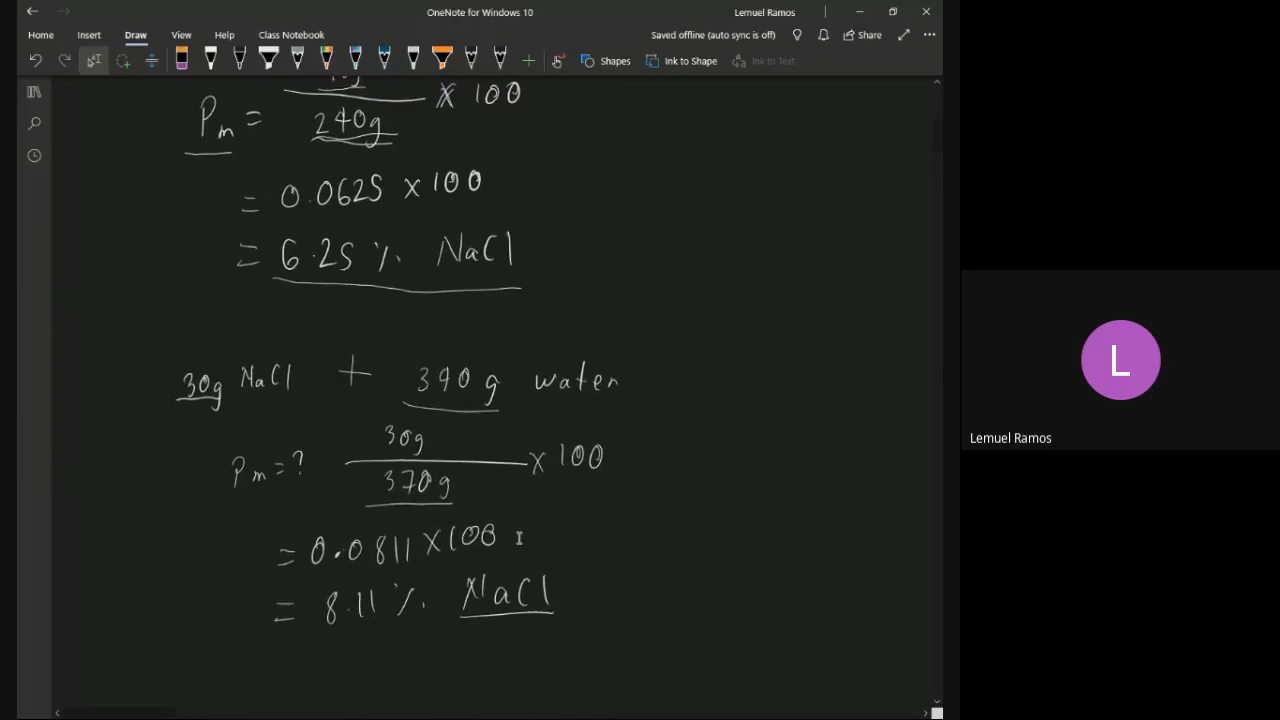 OneNote for Windows 10
Lemuel Ramos
Home Insert Draw View Help Class Notebook
Saved offline (auto sync is off)
Share
Shapes
Ink to Shape
Ink to Text
Pm = 240g X 100
= 0.0625 x 100
= 6.25 % NaCl
30g NaCl + 340 g water
Pm = ? 30g
370g x 100
= 0.0811 x 100
= 8.11 % NaCl
L
Lemuel Ramos